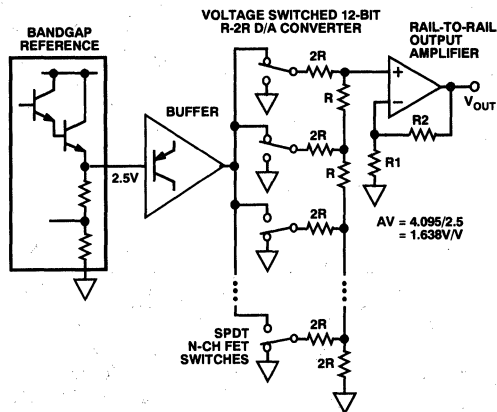 BANDGAP
REFERENCE
2.5V
BUFFER
VOLTAGE SWITCHED 12-BIT
R-2R D/A CONVERTER
2R
R
2R
R
2R
2R
2R
SPDT
N-CH FET
SWITCHES
RAIL-TO-RAIL
OUTPUT
AMPLIFIER
+
−
VOUT
R2
R1
AV = 4.095/2.5
= 1.638V/V